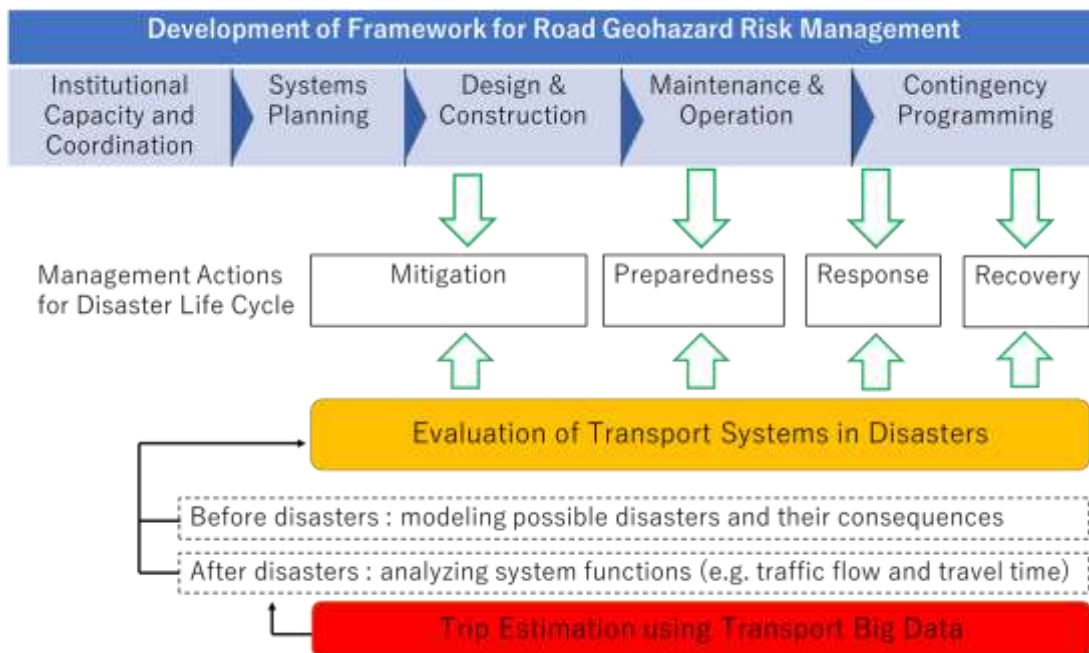 Development of Framework for Road Geohazard Risk Management
Institutional
Capacity and
Coordination
Systems
Planning
Design &
Construction
Maintenance &
Operation
Contingency
Programming
Management Actions
for Disaster Life Cycle
Mitigation
Preparedness
Response
Recovery
Evaluation of Transport Systems in Disasters
Before disasters : modeling possible disasters and their consequences
After disasters : analyzing system functions (e.g. traffic flow and travel time)
Trip Estimation using Transport Big Data